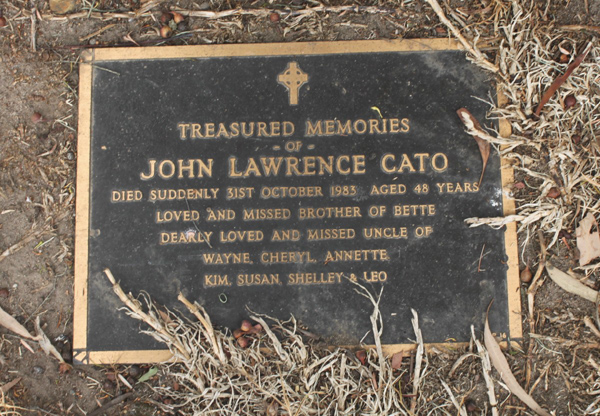 TREASURED MEMORIES
- OF -
JOHN LAWRENCE CATO
DIED SUDDENLY 31ST OCTOBER 1983 AGED 48 YEARS
LOVED AND MISSED BROTHER OF BETTE
DEARLY LOVED AND MISSED UNCLE OF
WAYNE, CHERYL, ANNETTE,
KIM, SUSAN, SHELLEY & LEO